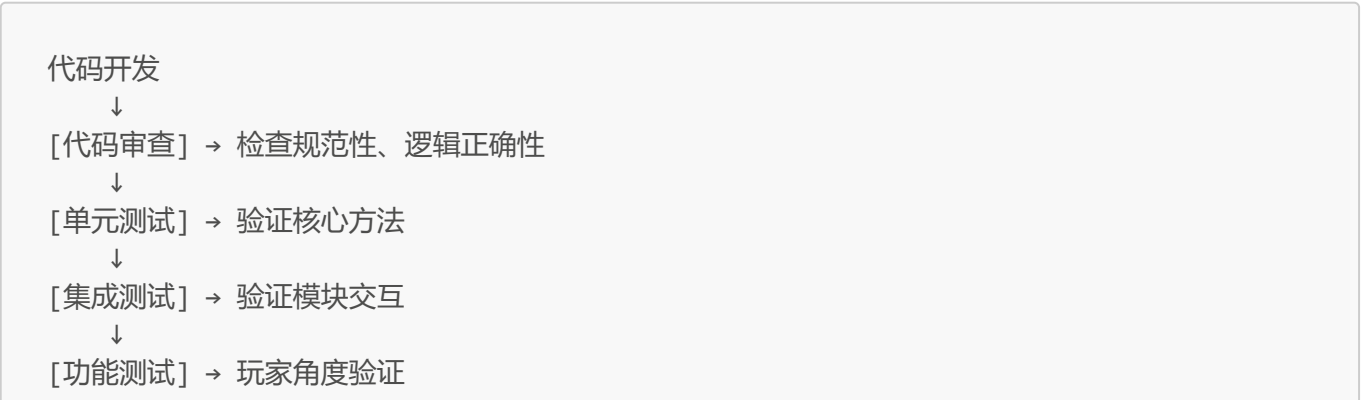 代码开发
↓
[代码审查] → 检查规范性、逻辑正确性
↓
[单元测试] → 验证核心方法
↓
[集成测试] → 验证模块交互
↓
[功能测试] → 玩家角度验证